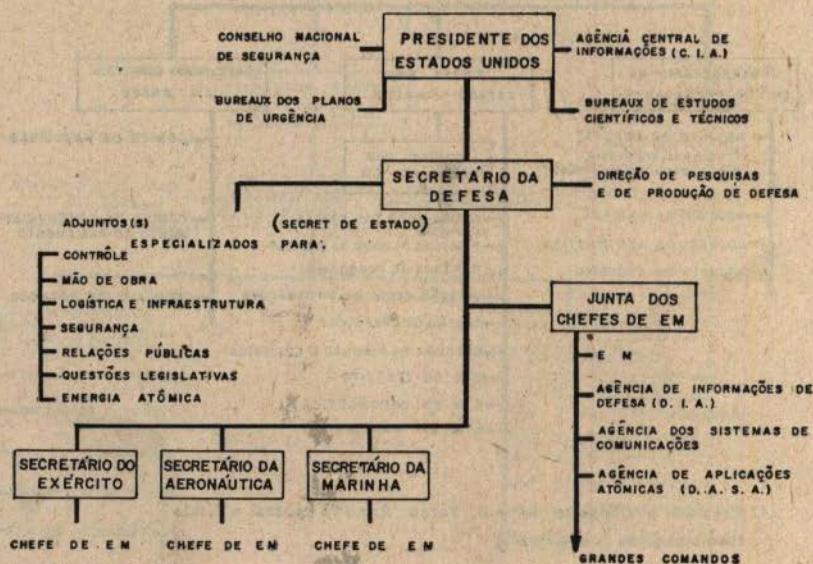 CONSELHO NACIONAL
DE SEGURANÇA
PRESIDENTE DOS
ESTADOS UNIDOS
AGÊNCIA CENTRAL DE
INFORMAÇÕES (C.I.A.)
BUREAUX DOS PLANOS
DE URGÊNCIA
BUREAUX DE ESTUDOS
CIENTÍFICOS E TÉCNICOS
SECRETÁRIO DA
DEFESA
DIREÇÃO DE PESQUISAS
E DE PRODUÇÃO DE DEFESA
ADJUNTOS(S)
(SECRET DE ESTADO)
ESPECIALIZADOS PARA:
CONTRÔLE
MÃO DE OBRA
LOGÍSTICA E INFRAESTRUTURA
SEGURANÇA
RELAÇÕES PÚBLICAS
QUESTÕES LEGISLATIVAS
ENERGIA ATÔMICA
JUNTA DOS
CHEFES DE EM
E M
AGÊNCIA DE INFORMAÇÕES DE
DEFESA (D.I.A.)
AGÊNCIA DOS SISTEMAS DE
COMUNICAÇÕES
AGÊNCIA DE APLICAÇÕES
ATÔMICAS (D.A.S.A.)
GRANDES COMANDOS
SECRETÁRIO DO
EXÉRCITO
SECRETÁRIO DA
AERONÁUTICA
SECRETÁRIO DA
MARINHA
CHEFE DE EM
CHEFE DE EM
CHEFE DE EM